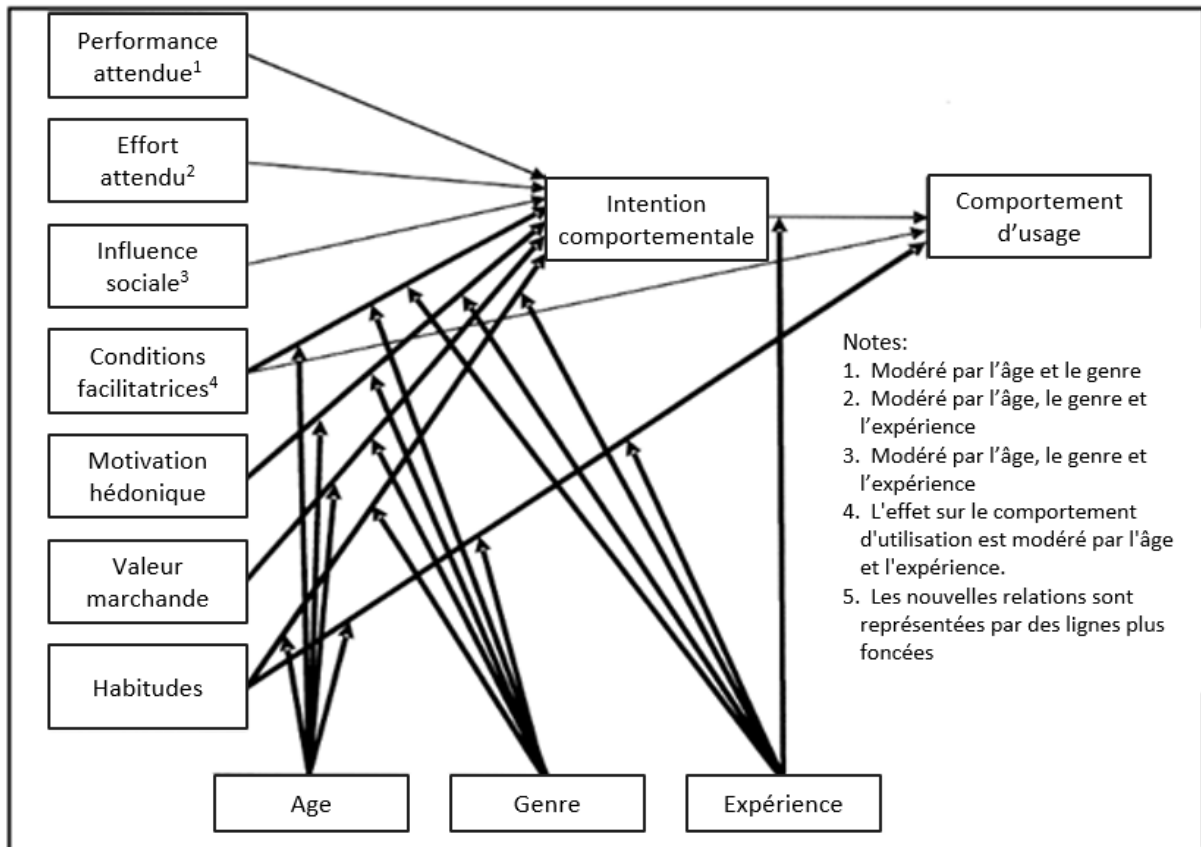 Performance
attendue¹
Effort
attendu²
Influence
sociale³
Conditions
facilitatrices⁴
Motivation
hédonique
Valeur
marchande
Habitudes
Intention
comportementale
Comportement
d’usage
Notes:
1. Modéré par l’âge et le genre
2. Modéré par l’âge, le genre et
l’expérience
3. Modéré par l’âge, le genre et
l’expérience
4. L'effet sur le comportement
d'utilisation est modéré par l'âge
et l'expérience.
5. Les nouvelles relations sont
représentées par des lignes plus
foncées
Age
Genre
Expérience